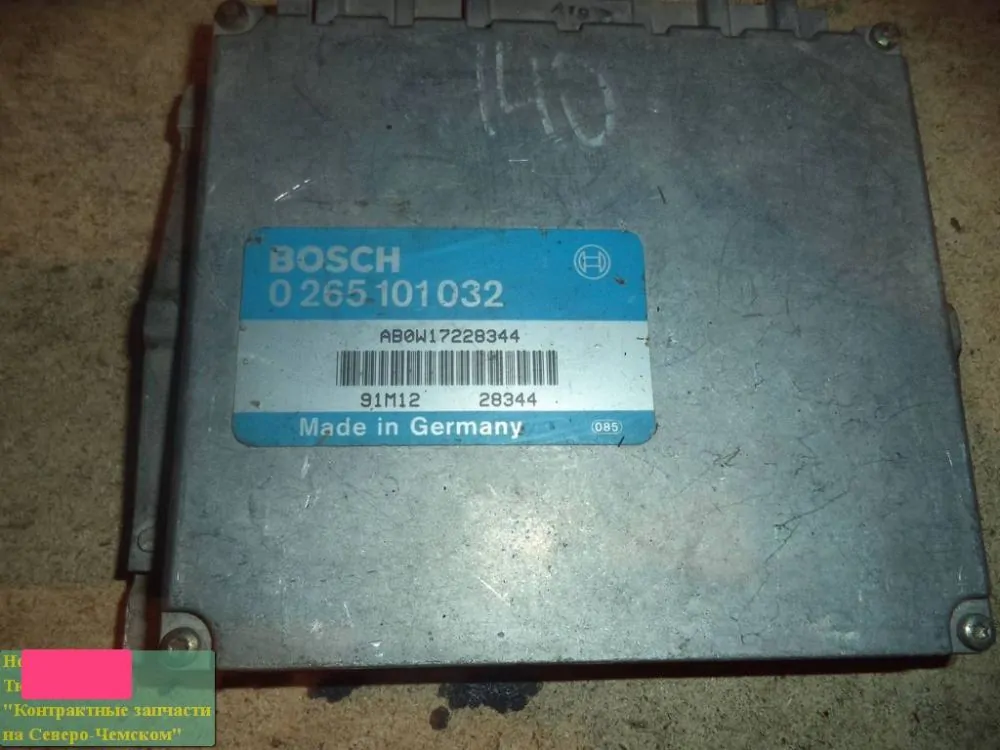 140
BOSCH
0 265 101 032
AB0W17228344
91M12 28344
Made in Germany 085
"Контрактные запчасти
на Северо-Чемском"